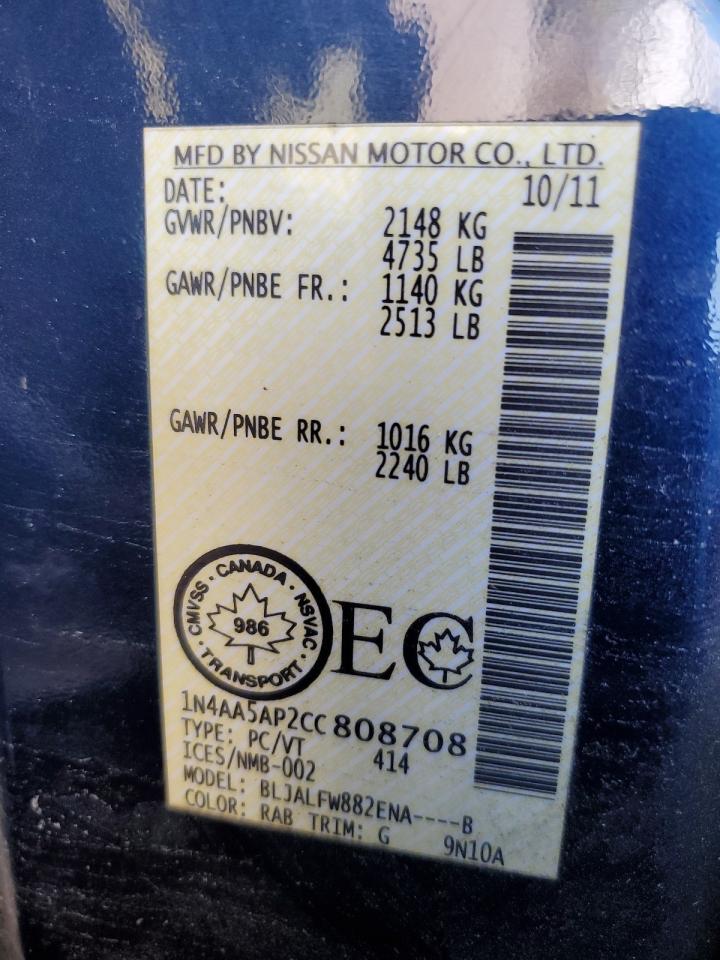 MFD BY NISSAN MOTOR CO., LTD.
DATE: 10/11
GVWR/PNBV: 2148 KG
4735 LB
GAWR/PNBE FR.: 1140 KG
2513 LB
GAWR/PNBE RR.: 1016 KG
2240 LB
CMVSS · CANADA · NSVAC · TRANSPORT ·
986
EC
1N4AA5AP2CC808708
TYPE: PC/VT 414
ICES/NMB-002
MODEL: BLJALFW882ENA----B
COLOR: RAB TRIM: G 9N10A